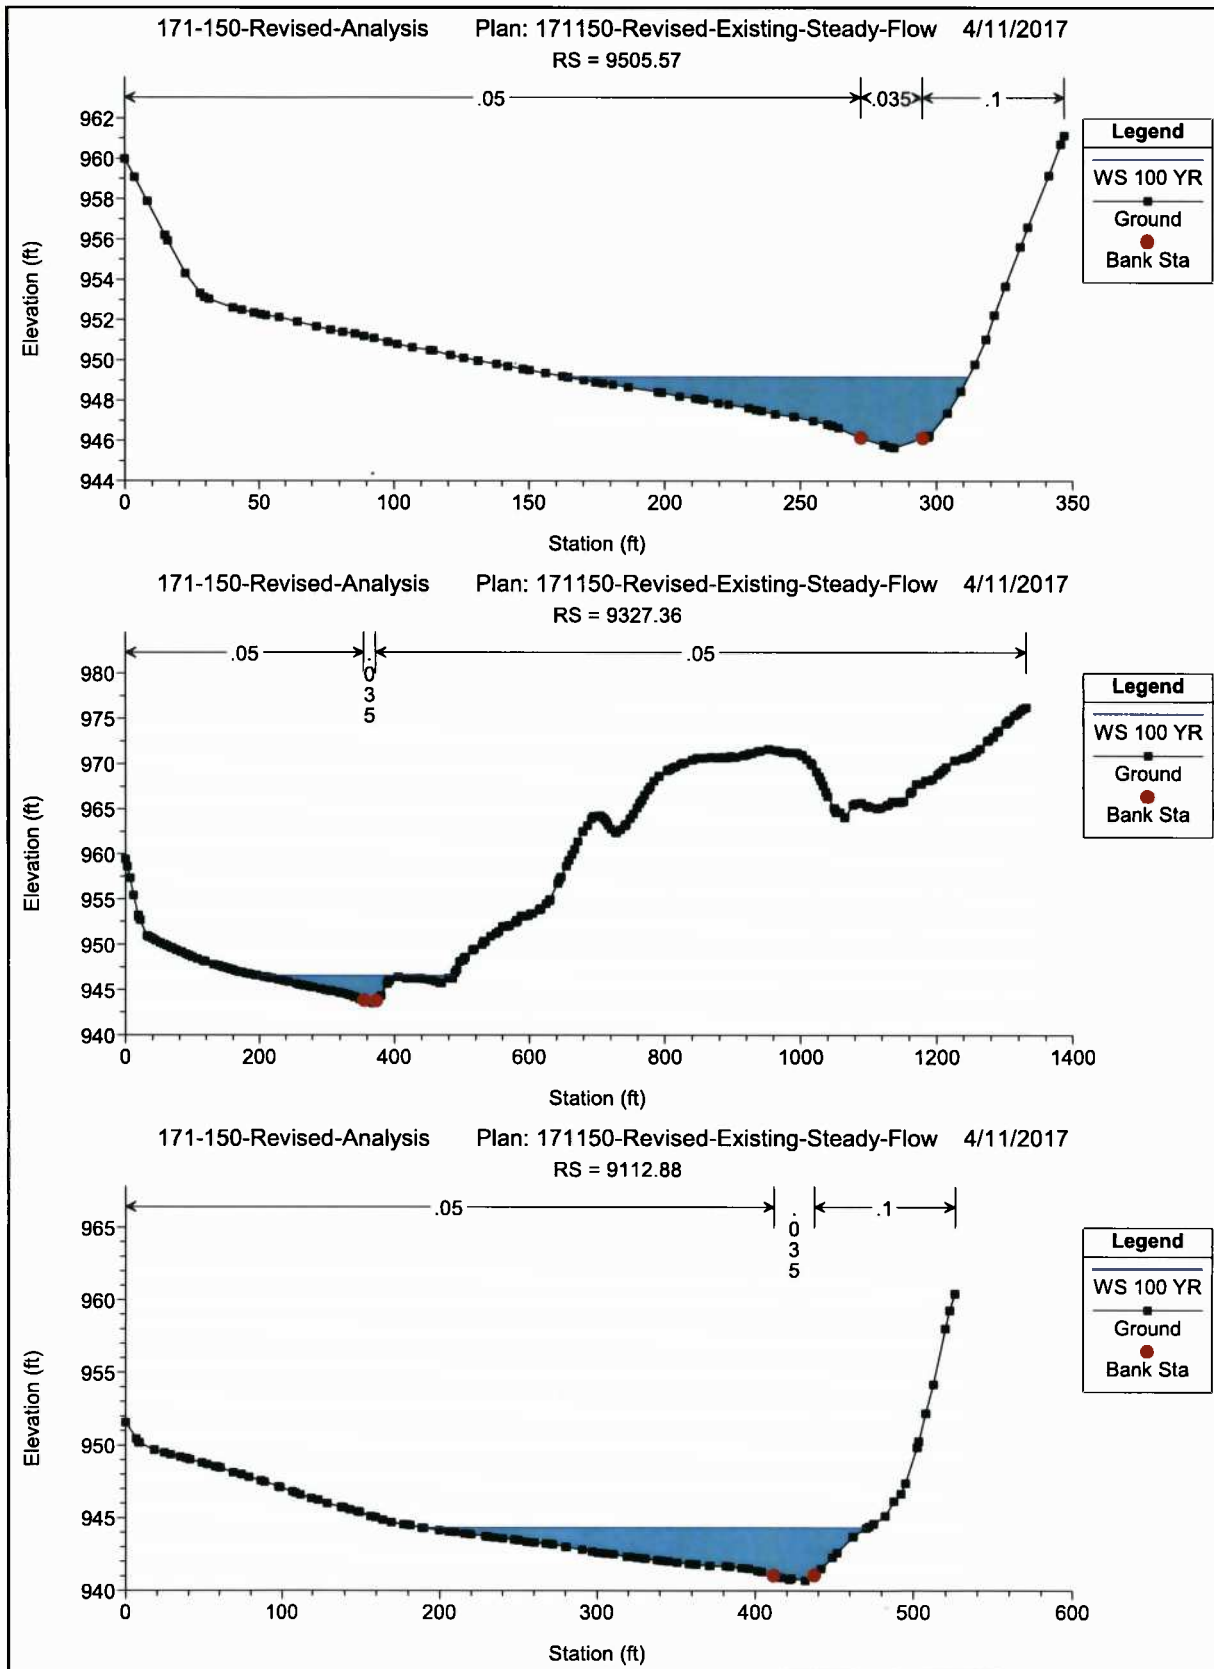 171-150-Revised-Analysis Plan: 171150-Revised-Existing-Steady-Flow 4/11/2017
RS = 9505.57
.05 .035 .1
962
960
958
956
954
952
950
948
946
944
Elevation (ft)
0 50 100 150 200 250 300 350
Station (ft)
Legend
WS 100 YR
Ground
Bank Sta
171-150-Revised-Analysis Plan: 171150-Revised-Existing-Steady-Flow 4/11/2017
RS = 9327.36
.05 .035 .05
980
975
970
965
960
955
950
945
940
Elevation (ft)
0 200 400 600 800 1000 1200 1400
Station (ft)
Legend
WS 100 YR
Ground
Bank Sta
171-150-Revised-Analysis Plan: 171150-Revised-Existing-Steady-Flow 4/11/2017
RS = 9112.88
.05 .035 .1
965
960
955
950
945
940
Elevation (ft)
0 100 200 300 400 500 600
Station (ft)
Legend
WS 100 YR
Ground
Bank Sta